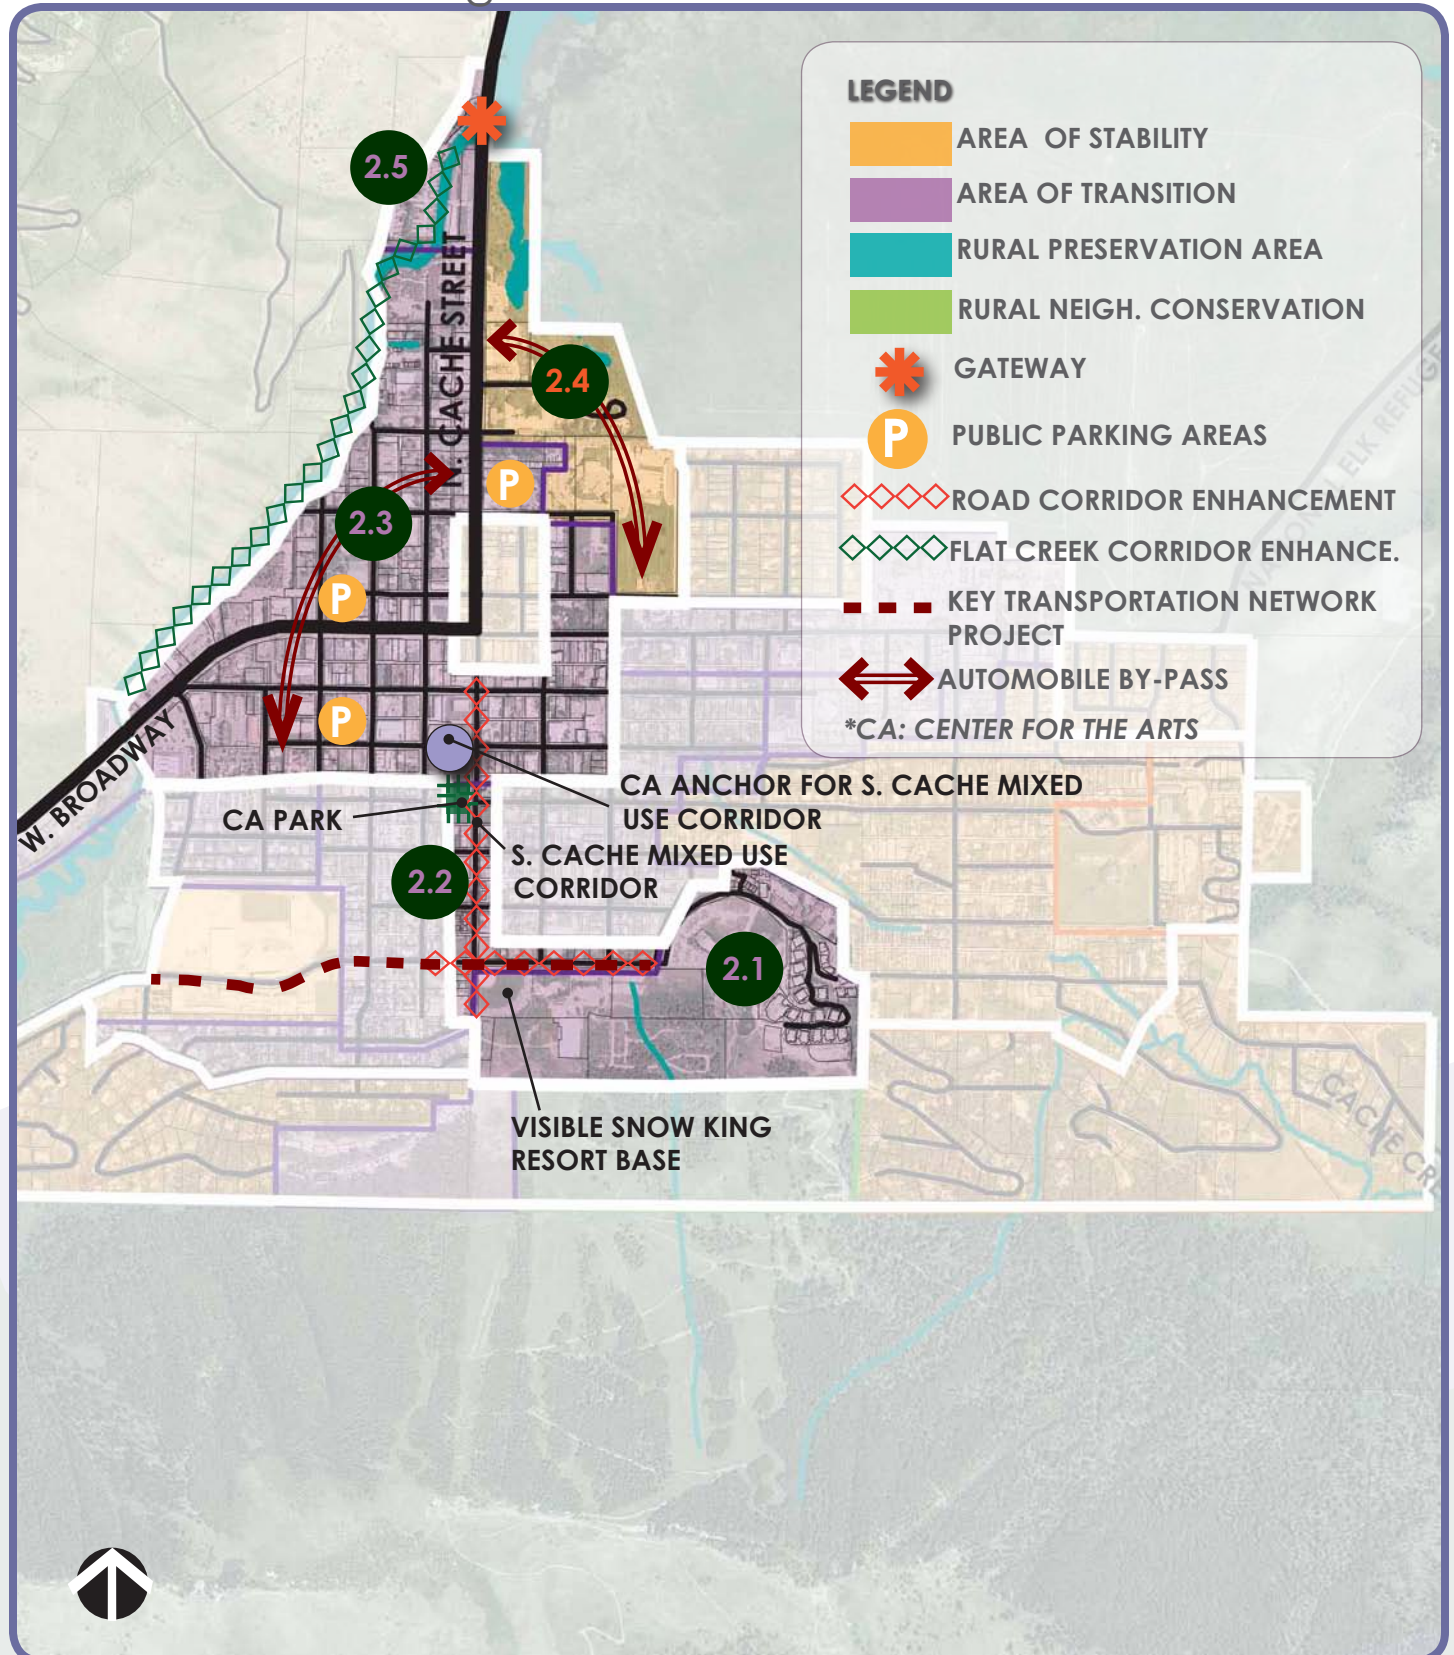 LEGEND
AREA OF STABILITY
AREA OF TRANSITION
RURAL PRESERVATION AREA
RURAL NEIGH. CONSERVATION
GATEWAY
P PUBLIC PARKING AREAS
ROAD CORRIDOR ENHANCEMENT
FLAT CREEK CORRIDOR ENHANCE.
KEY TRANSPORTATION NETWORK
PROJECT
AUTOMOBILE BY-PASS
*CA: CENTER FOR THE ARTS
2.5
CACHE STREET
2.4
P
2.3
P
P
W. BROADWAY
CA ANCHOR FOR S. CACHE MIXED
USE CORRIDOR
CA PARK
S. CACHE MIXED USE
CORRIDOR
2.2
2.1
VISIBLE SNOW KING
RESORT BASE
ELK
CACHE